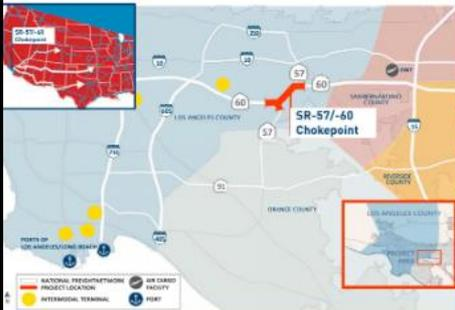 SR-57/-60
Chokepoint
210
10
10
57
60
60
SR-57/-60
Chokepoint
605
LOS ANGELES COUNTY
57
SAN BERNARDINO
COUNTY
15
710
RIVERSIDE
COUNTY
91
ORANGE COUNTY
LOS ANGELES COUNTY
PROJECT
AREA
PORTS OF
LOS ANGELES/LONG BEACH
405
NATIONAL FREIGHT NETWORK
PROJECT LOCATION
INTERMODAL TERMINAL
AIR CARGO
FACILITY
PORT